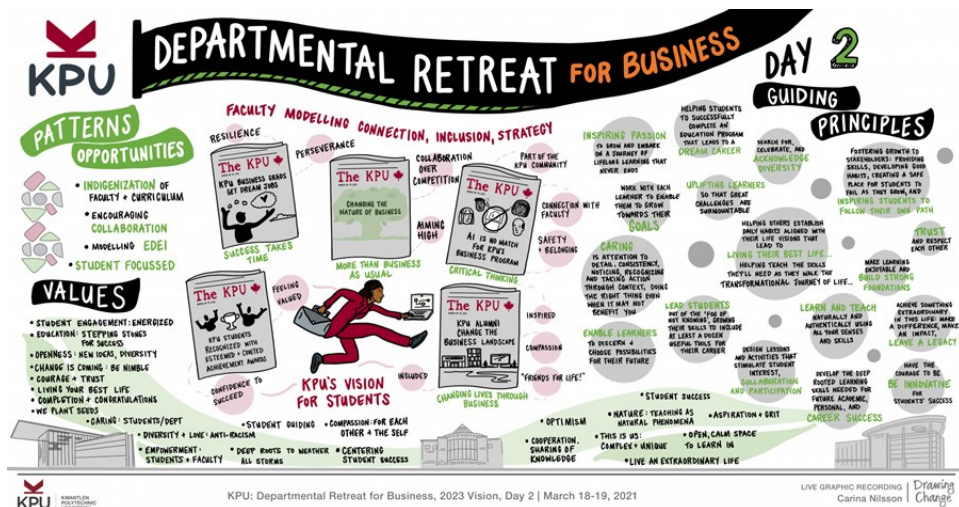 KPU
DEPARTMENTAL RETREAT FOR BUSINESS
DAY 2
PATTERNS
OPPORTUNITIES
• INDIGENIZATION OF
FACULTY + CURRICULUM
• ENCOURAGING
COLLABORATION
• MODELLING EDEI
• STUDENT FOCUSSED
VALUES
• STUDENT ENGAGEMENT: ENERGIZED
• EDUCATION: STEPPING STONES
FOR SUCCESS
• OPENNESS: NEW IDEAS, DIVERSITY
• CHANGE IS COMING: BE NIMBLE
• COURAGE + TRUST
• LIVING YOUR BEST LIFE
• COMPLETION + CONGRATULATIONS
• WE PLANT SEEDS
• CARING: STUDENTS/DEPT
• DIVERSITY + LOVE: ANTI-RACISM
• EMPOWERMENT:
STUDENTS + FACULTY
• DEEP ROOTS TO WEATHER
ALL STORMS
• STUDENT GUIDING
• COMPASSION: FOR EACH
OTHER + THE SELF
• CENTERING
STUDENT SUCCESS
• OPTIMISM
• COOPERATION,
SHARING OF
KNOWLEDGE
• STUDENT SUCCESS
• NATURE: TEACHING AS
NATURAL PHENOMENA
• ASPIRATION + GRIT
• THIS IS US:
COMPLEX + UNIQUE
• OPEN, CALM SPACE
TO LEARN IN
• LIVE AN EXTRAORDINARY LIFE
FACULTY MODELLING CONNECTION, INCLUSION, STRATEGY
RESILIENCE
PERSEVERANCE
The KPU
KPU BUSINESS GRADS
GET DREAM JOBS
SUCCESS TAKES
TIME
The KPU
CHANGING THE
NATURE OF BUSINESS
MORE THAN BUSINESS
AS USUAL
COLLABORATION
OVER
COMPETITION
AIMING
HIGH
The KPU
AI IS NO MATCH
FOR KPU'S
BUSINESS PROGRAM
CRITICAL THINKING
PART OF THE
KPU COMMUNITY
CONNECTION WITH
FACULTY
SAFETY
+ BELONGING
The KPU
KPU STUDENTS
RECOGNIZED WITH
ESTEEMED + COVETED
ACHIEVEMENT AWARDS
FEELING
VALUED
CONFIDENCE TO
SUCCEED
KPU'S VISION
FOR STUDENTS
INCLUDED
The KPU
KPU ALUMNI
CHANGE THE
BUSINESS LANDSCAPE
CHANGING LIVES THROUGH
BUSINESS
INSPIRED
COMPASSION
"FRIENDS FOR LIFE!"
GUIDING
PRINCIPLES
INSPIRING PASSION
TO GROW AND EMBARK
ON A JOURNEY OF
LIFELONG LEARNING THAT
NEVER ENDS
HELPING STUDENTS
TO SUCCESSFULLY
COMPLETE AN
EDUCATION PROGRAM
THAT LEADS TO A
DREAM CAREER
SEARCH FOR,
CELEBRATE, AND
ACKNOWLEDGE
DIVERSITY
FOSTERING GROWTH TO
STAKEHOLDERS: PROVIDING
SKILLS, DEVELOPING GOOD
HABITS, CREATING A SAFE
PLACE FOR STUDENTS TO
FAIL AS THEY GROW, AND
INSPIRING STUDENTS TO
FOLLOW THEIR OWN PATH
WORK WITH EACH
LEARNER TO ENABLE
THEM TO GROW
TOWARDS THEIR
GOALS
UPLIFTING LEARNERS
SO THAT GREAT
CHALLENGES ARE
SURMOUNTABLE
HELPING OTHERS ESTABLISH
DAILY HABITS ALIGNED WITH
THEIR LIFE VISIONS THAT
LEAD TO
LIVING THEIR BEST LIFE...
HELPING TEACH THE SKILLS
THEY'LL NEED AS THEY WALK THE
TRANSFORMATIONAL JOURNEY OF LIFE...
TRUST
AND RESPECT
EACH OTHER
CARING
IS ATTENTION TO
DETAIL, CONSISTENCY,
NOTICING, RECOGNIZING
AND TAKING ACTION
THROUGH CONTEXT, DOING
THE RIGHT THING EVEN
WHEN IT MAY NOT
BENEFIT YOU
MAKE LEARNING
ENJOYABLE AND
BUILD STRONG
FOUNDATIONS
ENABLE LEARNERS
TO DISCERN +
CHOOSE POSSIBILITIES
FOR THEIR FUTURE
LEAD STUDENTS
OUT OF THE 'FOG OF
NOT KNOWING', GROWING
THEIR SKILLS TO INCLUDE
AT LEAST A DOZEN
USEFUL TOOLS FOR
THEIR CAREER
LEARN AND TEACH
NATURALLY AND
AUTHENTICALLY USING
ALL YOUR SENSES
AND SKILLS
ACHIEVE SOMETHING
EXTRAORDINARY
IN THIS LIFE: MAKE
A DIFFERENCE, MAKE
AN IMPACT,
LEAVE A LEGACY
DESIGN LESSONS
AND ACTIVITIES THAT
STIMULATE STUDENT
INTEREST,
COLLABORATION
AND PARTICIPATION
DEVELOP THE DEEP
ROOTED LEARNING
SKILLS NEEDED FOR
FUTURE ACADEMIC,
PERSONAL, AND
CAREER SUCCESS
HAVE THE
COURAGE TO BE
BE INNOVATIVE
FOR STUDENTS' SUCCESS
KPU
KWANTLEN
POLYTECHNIC
KPU: Departmental Retreat for Business, 2023 Vision, Day 2 | March 18-19, 2021
LIVE GRAPHIC RECORDING
Carina Nilsson
Drawing
Change